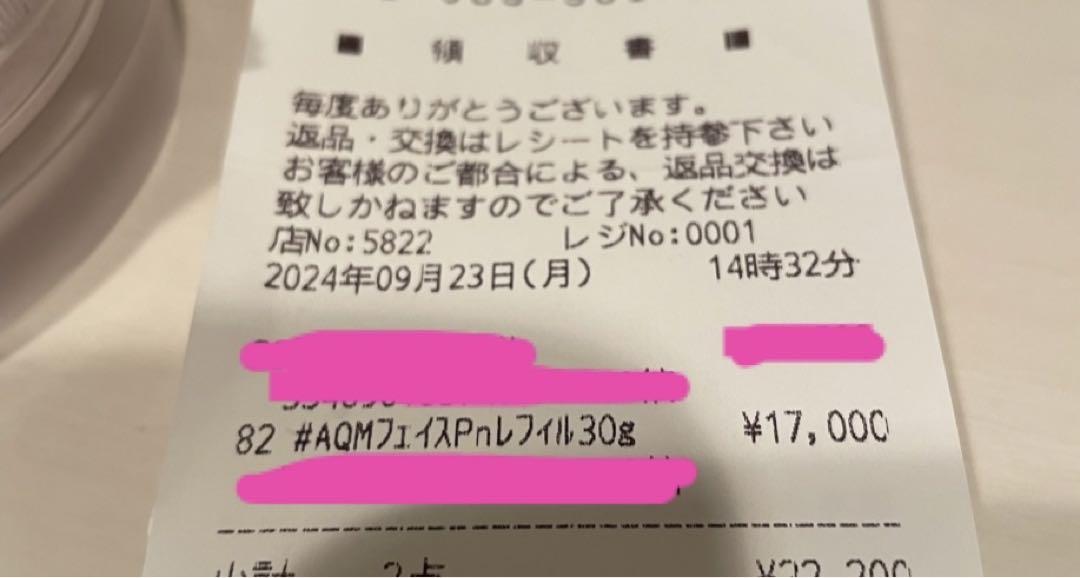 領収書
毎度ありがとうございます。
返品・交換はレシートを持参下さい
お客様のご都合による、返品交換は
致しかねますのでご了承ください
店No:5822 レジNo:0001
2024年09月23日(月) 14時32分
82 #AQMフェイスPnレフィル30g ¥17,000